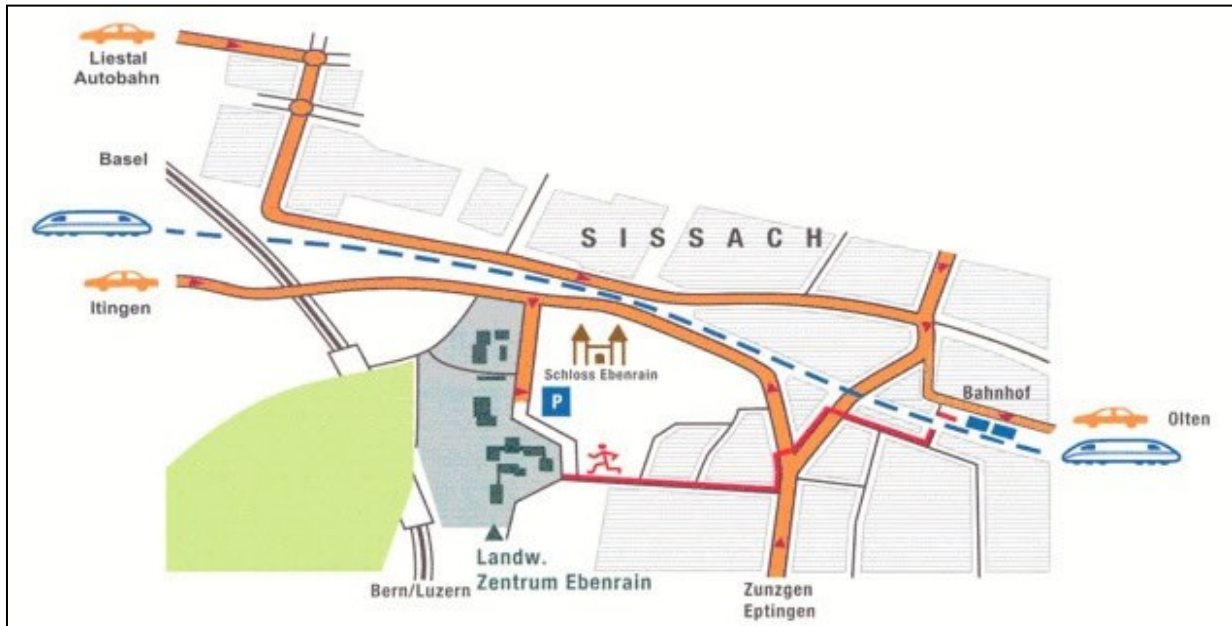 Liestal
Autobahn
Basel
SISSACH
Itingen
Schloss Ebenrain
P
Bahnhof
Olten
Landw.
Zentrum Ebenrain
Bern/Luzern
Zunzgen
Eptingen